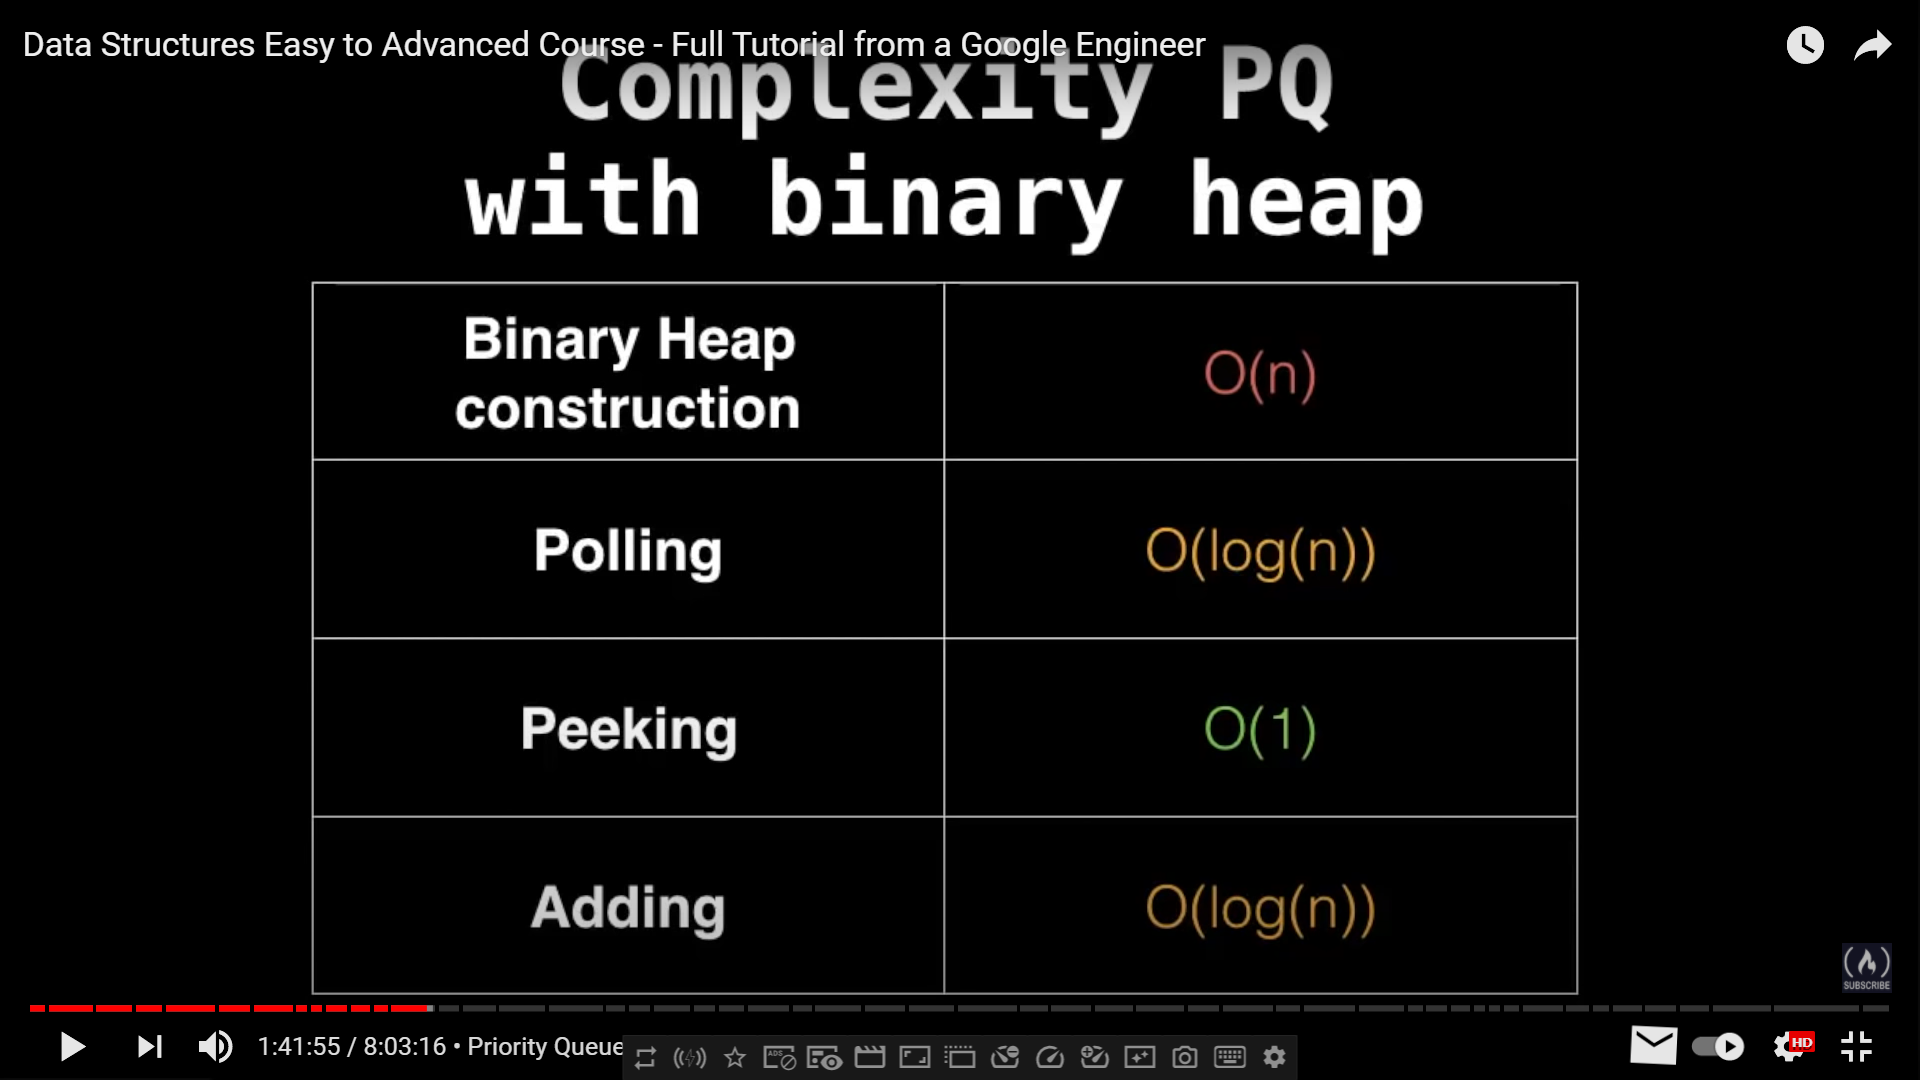 Data Structures Easy to Advanced Course - Full Tutorial from a Google Engineer
Complexity PQ
with binary heap
Binary Heap
construction
O(n)
Polling
O(log(n))
Peeking
O(1)
Adding
O(log(n))
SUBSCRIBE
1:41:55 / 8:03:16 • Priority Queue
ADS
HD